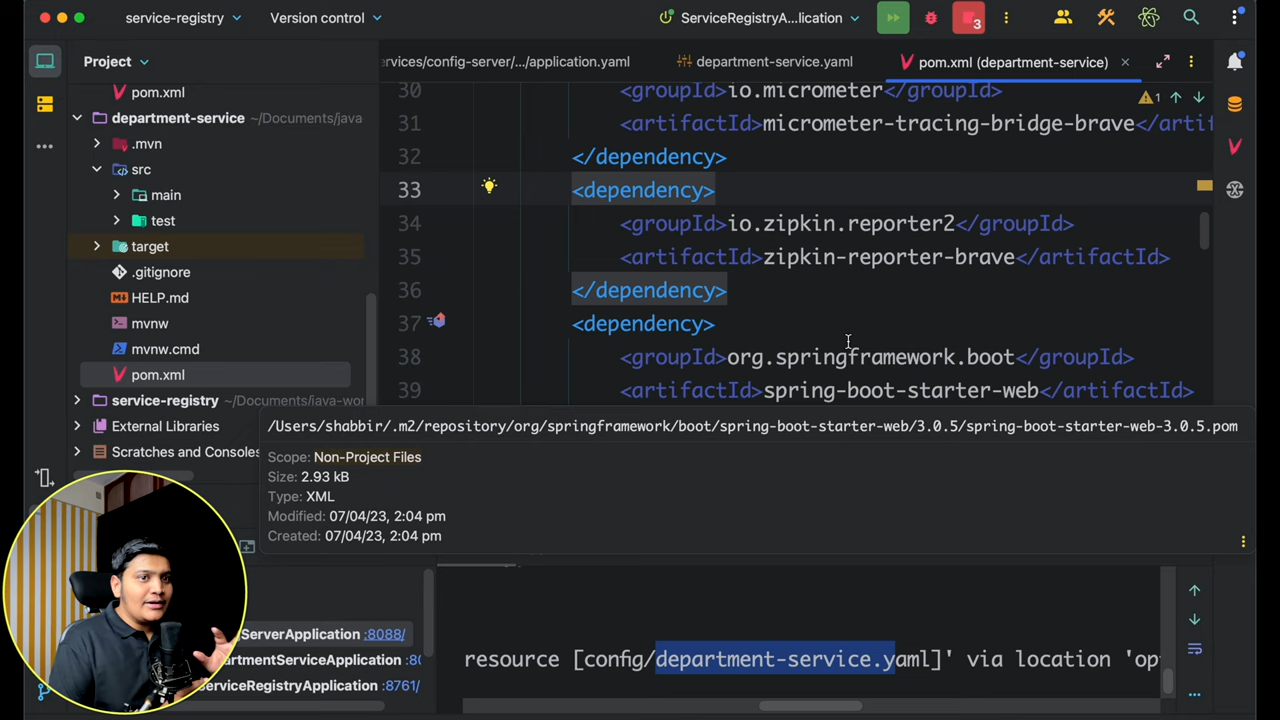 service-registry
Version control
ServiceRegistryA...lication
3
Project
ervices/config-server/.../application.yaml
department-service.yaml
pom.xml (department-service)
pom.xml
department-service ~/Documents/java-
.mvn
src
main
test
target
.gitignore
HELP.md
mvnw
mvnw.cmd
pom.xml
service-registry ~/Documents/java-wor
External Libraries
Scratches and Consoles
1
30 <groupId>io.micrometer</groupId>
31 <artifactId>micrometer-tracing-bridge-brave</artif
32 </dependency>
33 <dependency>
34 <groupId>io.zipkin.reporter2</groupId>
35 <artifactId>zipkin-reporter-brave</artifactId>
36 </dependency>
37 <dependency>
38 <groupId>org.springframework.boot</groupId>
39 <artifactId>spring-boot-starter-web</artifactId>
/Users/shabbir/.m2/repository/org/springframework/boot/spring-boot-starter-web/3.0.5/spring-boot-starter-web-3.0.5.pom
Scope: Non-Project Files
Size: 2.93 kB
Type: XML
Modified: 07/04/23, 2:04 pm
Created: 07/04/23, 2:04 pm
ServerApplication :8088/
partmentServiceApplication :80
rviceRegistryApplication :8761/
resource [config/department-service.yaml]' via location 'op